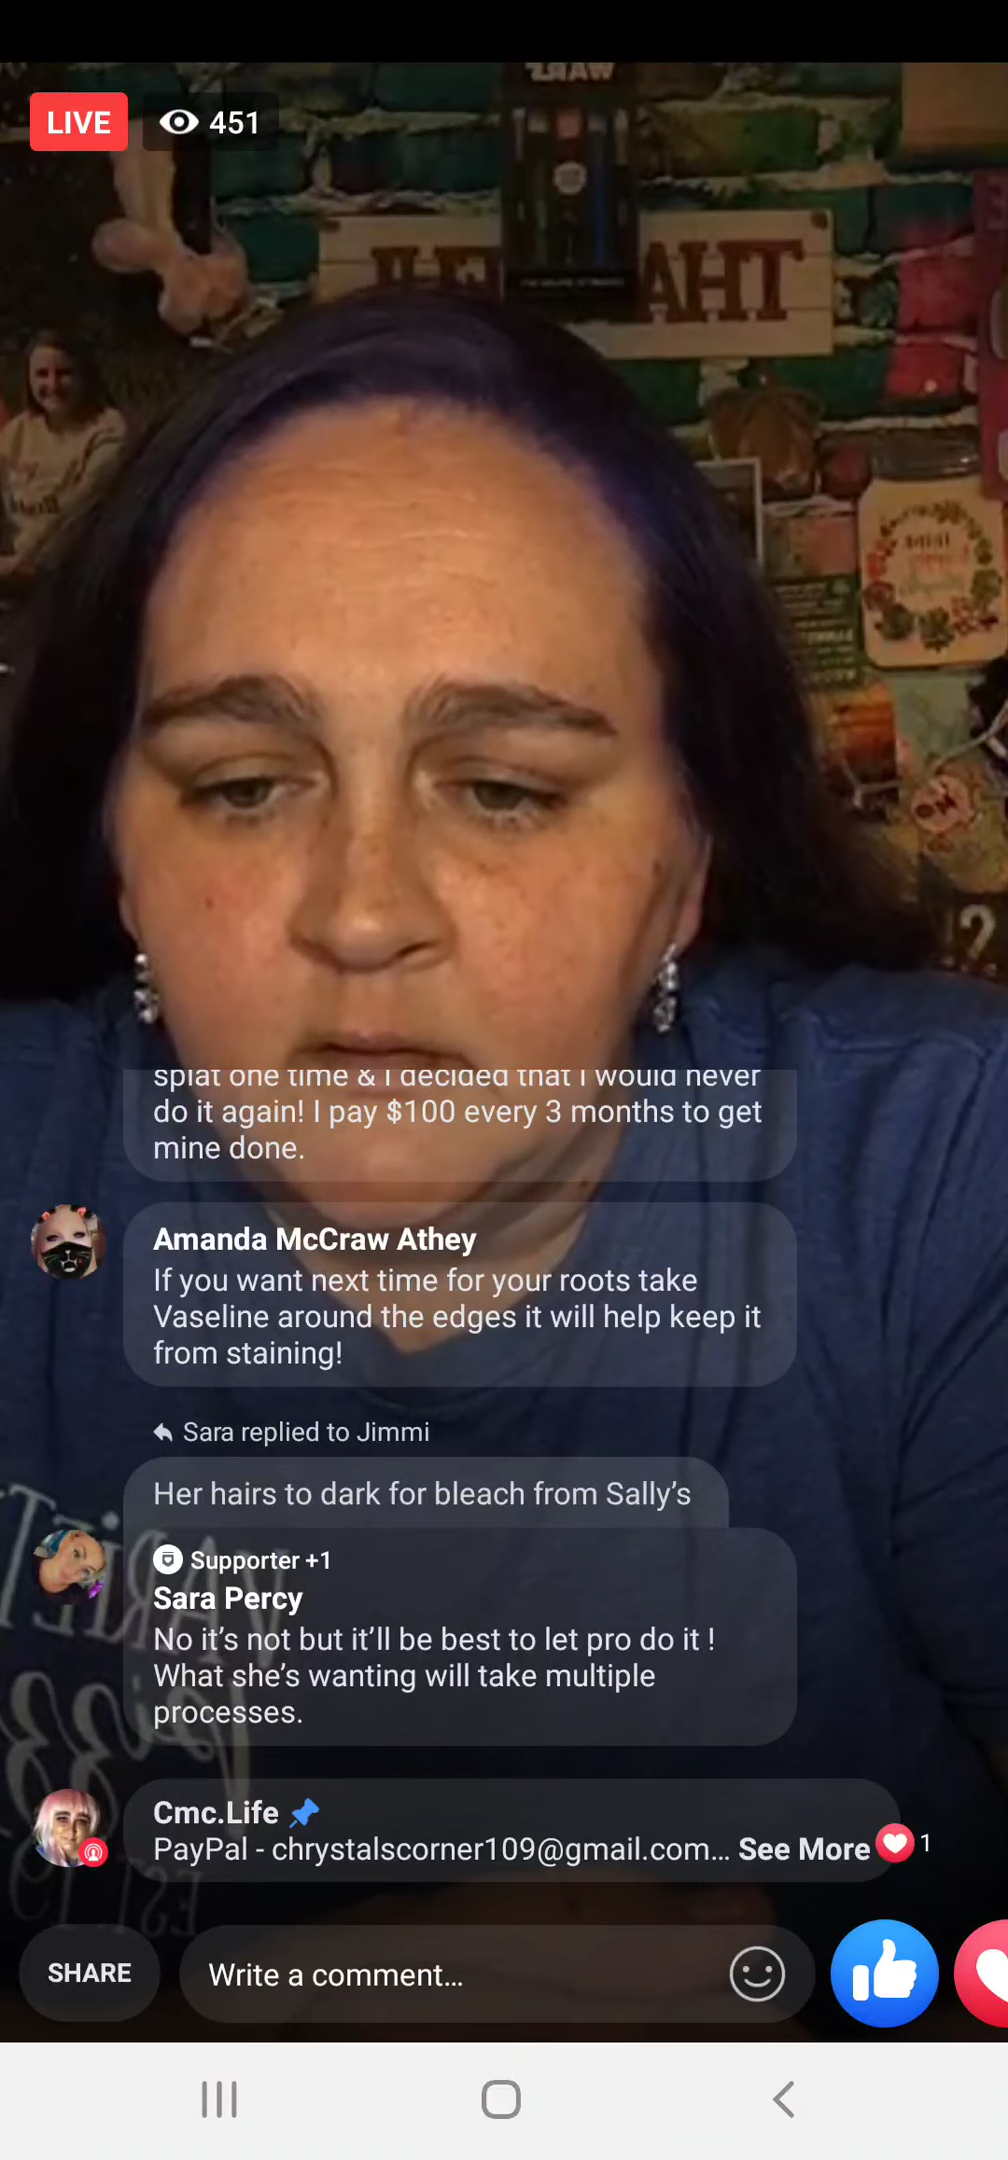 LIVE
451
THA
splat one time & I decided that I would never
do it again! I pay $100 every 3 months to get
mine done.
Amanda McCraw Athey
If you want next time for your roots take
Vaseline around the edges it will help keep it
from staining!
Sara replied to Jimmi
Her hairs to dark for bleach from Sally’s
Supporter +1
Sara Percy
No it’s not but it’ll be best to let pro do it !
What she’s wanting will take multiple
processes.
Cmc.Life
PayPal - chrystalscorner109@gmail.com... See More
1
SHARE
Write a comment...